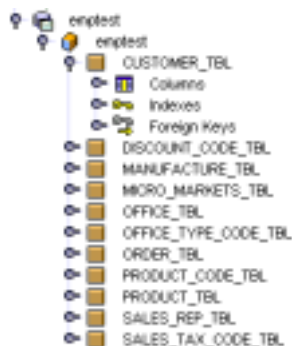 emptest
emptest
CUSTOMER_TBL
Columns
Indexes
Foreign Keys
DISCOUNT_CODE_TBL
MANUFACTURE_TBL
MICRO_MARKETS_TBL
OFFICE_TBL
OFFICE_TYPE_CODE_TBL
ORDER_TBL
PRODUCT_CODE_TBL
PRODUCT_TBL
SALES_REP_TBL
SALES_TAX_CODE_TBL